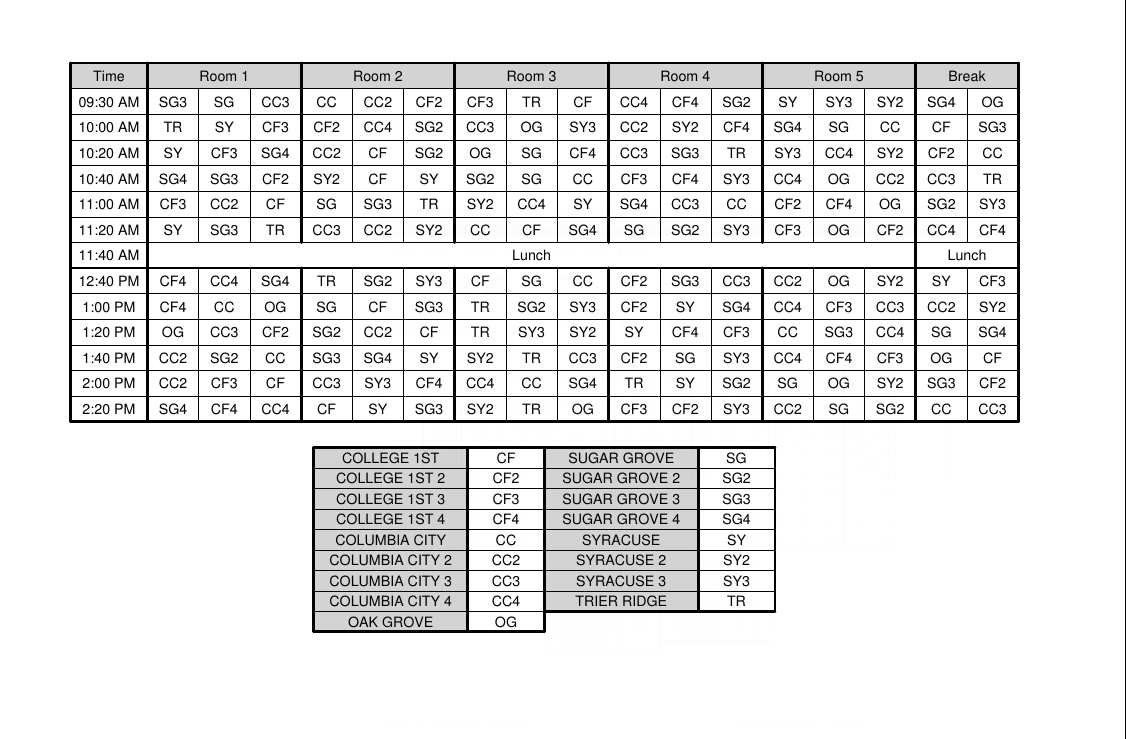 Time Room 1 Room 2 Room 3 Room 4 Room 5 Break
09:30 AM SG3 SG CC3 CC CC2 CF2 CF3 TR CF CC4 CF4 SG2 SY SY3 SY2 SG4 OG
10:00 AM TR SY CF3 CF2 CC4 SG2 CC3 OG SY3 CC2 SY2 CF4 SG4 SG CC CF SG3
10:20 AM SY CF3 SG4 CC2 CF SG2 OG SG CF4 CC3 SG3 TR SY3 CC4 SY2 CF2 CC
10:40 AM SG4 SG3 CF2 SY2 CF SY SG2 SG CC CF3 CF4 SY3 CC4 OG CC2 CC3 TR
11:00 AM CF3 CC2 CF SG SG3 TR SY2 CC4 SY SG4 CC3 CC CF2 CF4 OG SG2 SY3
11:20 AM SY SG3 TR CC3 CC2 SY2 CC CF SG4 SG SG2 SY3 CF3 OG CF2 CC4 CF4
11:40 AM Lunch Lunch
12:40 PM CF4 CC4 SG4 TR SG2 SY3 CF SG CC CF2 SG3 CC3 CC2 OG SY2 SY CF3
1:00 PM CF4 CC OG SG CF SG3 TR SG2 SY3 CF2 SY SG4 CC4 CF3 CC3 CC2 SY2
1:20 PM OG CC3 CF2 SG2 CC2 CF TR SY3 SY2 SY CF4 CF3 CC SG3 CC4 SG SG4
1:40 PM CC2 SG2 CC SG3 SG4 SY SY2 TR CC3 CF2 SG SY3 CC4 CF4 CF3 OG CF
2:00 PM CC2 CF3 CF CC3 SY3 CF4 CC4 CC SG4 TR SY SG2 SG OG SY2 SG3 CF2
2:20 PM SG4 CF4 CC4 CF SY SG3 SY2 TR OG CF3 CF2 SY3 CC2 SG SG2 CC CC3
COLLEGE 1ST CF SUGAR GROVE SG
COLLEGE 1ST 2 CF2 SUGAR GROVE 2 SG2
COLLEGE 1ST 3 CF3 SUGAR GROVE 3 SG3
COLLEGE 1ST 4 CF4 SUGAR GROVE 4 SG4
COLUMBIA CITY CC SYRACUSE SY
COLUMBIA CITY 2 CC2 SYRACUSE 2 SY2
COLUMBIA CITY 3 CC3 SYRACUSE 3 SY3
COLUMBIA CITY 4 CC4 TRIER RIDGE TR
OAK GROVE OG